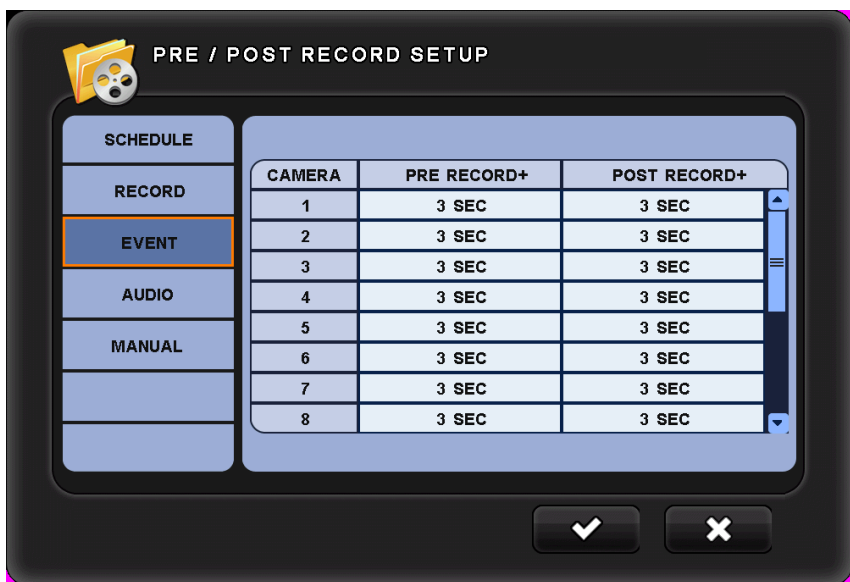 PRE / POST RECORD SETUP
SCHEDULE
RECORD
EVENT
AUDIO
MANUAL
CAMERA PRE RECORD+ POST RECORD+
1 3 SEC 3 SEC
2 3 SEC 3 SEC
3 3 SEC 3 SEC
4 3 SEC 3 SEC
5 3 SEC 3 SEC
6 3 SEC 3 SEC
7 3 SEC 3 SEC
8 3 SEC 3 SEC